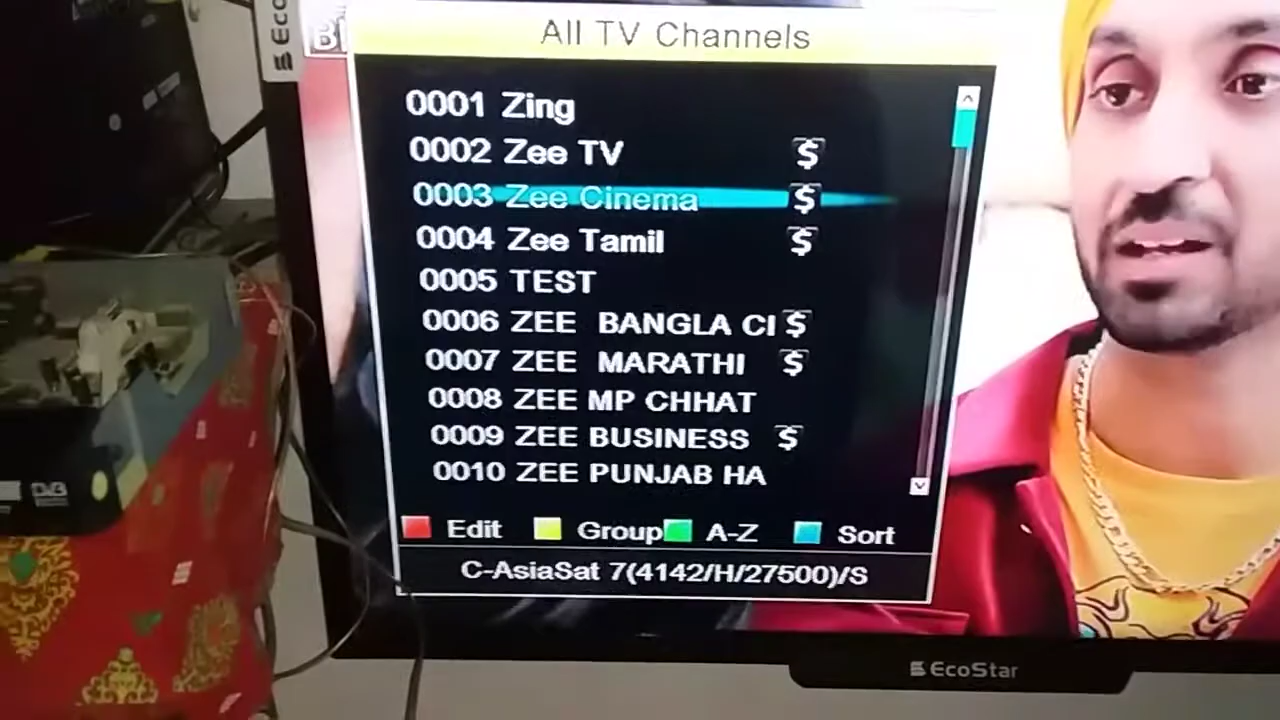 All TV Channels
0001 Zing
0002 Zee TV $
0003 Zee Cinema $
0004 Zee Tamil $
0005 TEST
0006 ZEE BANGLA CI $
0007 ZEE MARATHI $
0008 ZEE MP CHHAT
0009 ZEE BUSINESS $
0010 ZEE PUNJAB HA
Edit Group A-Z Sort
C-AsiaSat 7(4142/H/27500)/S
EcoStar
Eco
DVB